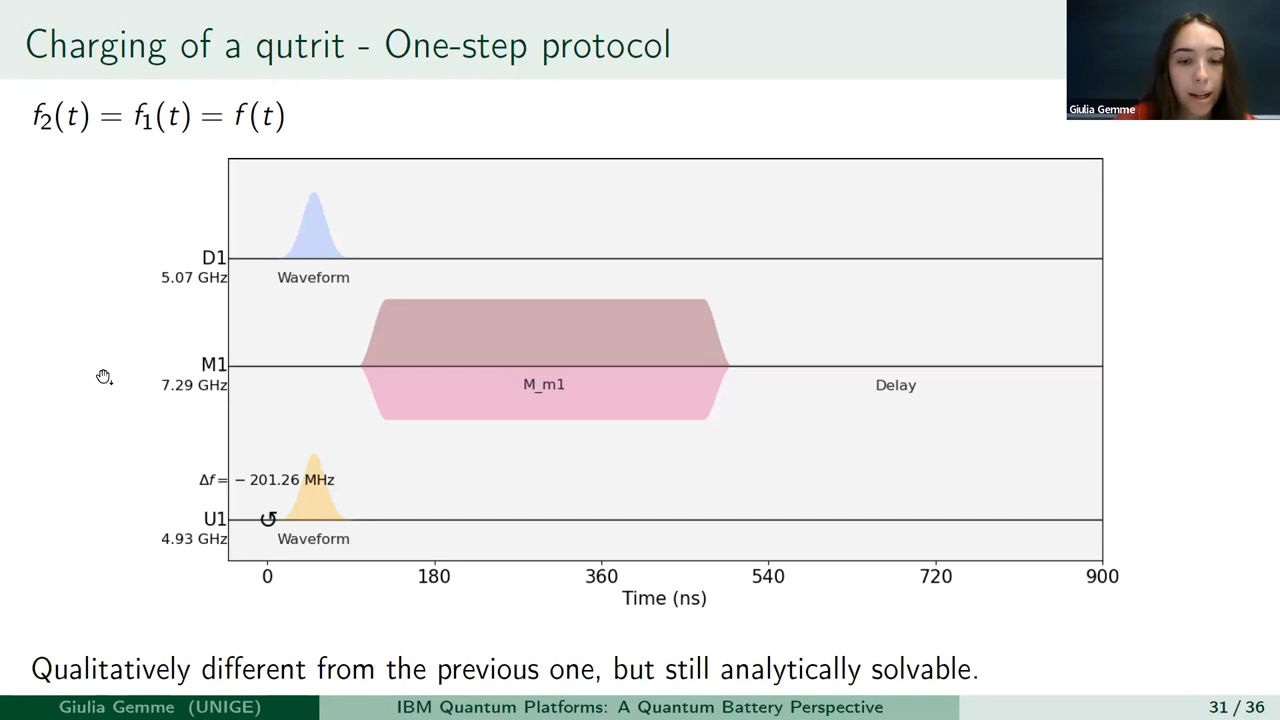 Charging of a qutrit - One-step protocol
Giulia Gemme
f₂(t) = f₁(t) = f(t)
D1
5.07 GHz
Waveform
M1
7.29 GHz
M_m1
Delay
Δf = − 201.26 MHz
U1
↺
4.93 GHz
Waveform
0 180 360 540 720 900
Time (ns)
Qualitatively different from the previous one, but still analytically solvable.
Giulia Gemme (UNIGE) IBM Quantum Platforms: A Quantum Battery Perspective 31 / 36